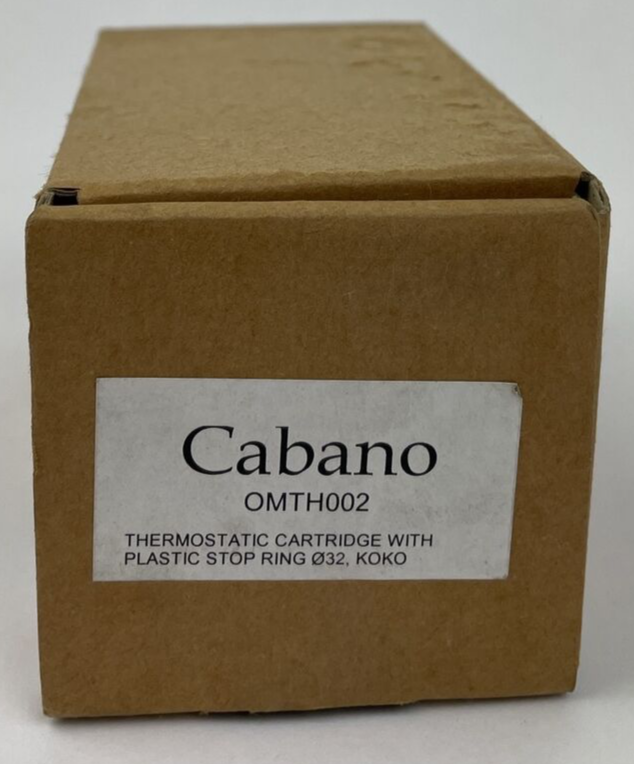 Cabano
OMTH002
THERMOSTATIC CARTRIDGE WITH
PLASTIC STOP RING Ø32, KOKO